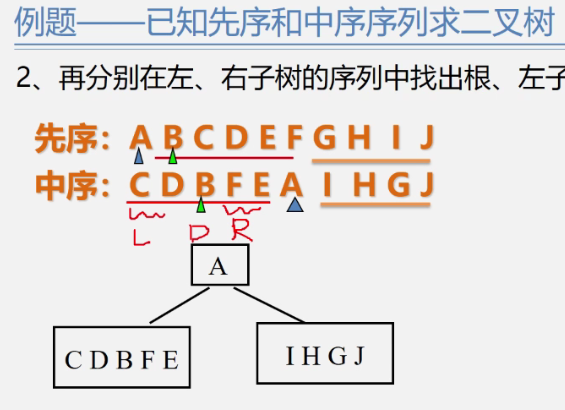 例题——已知先序和中序序列求二叉树
2、再分别在左、右子树的序列中找出根、左子
先序：A B C D E F G H I J
中序：C D B F E A I H G J
L D R
A
C D B F E
I H G J